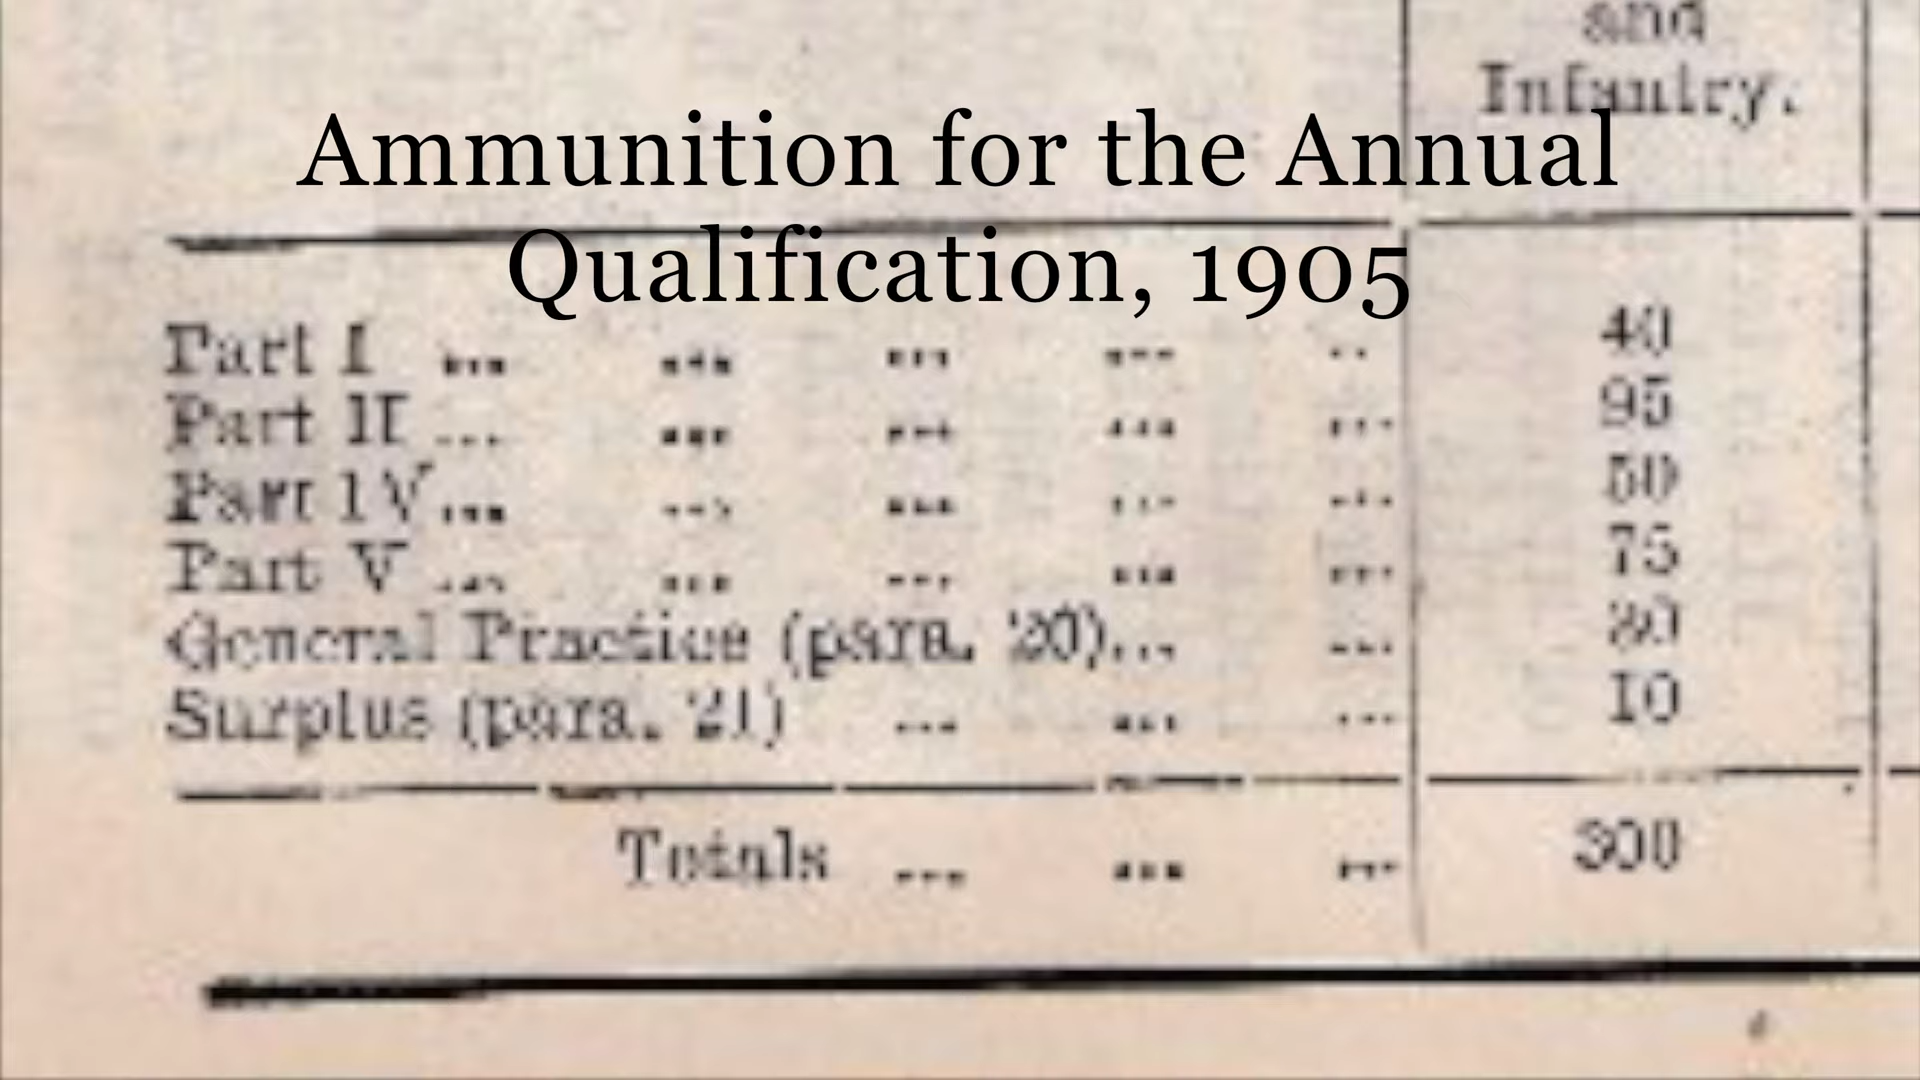 and
Infantry.
Ammunition for the Annual
Qualification, 1905
Part I ... ... ... ... .. 40
Part II ... ... ... ... ... 95
Part IV ... ... ... ... ... 50
Part V ... ... ... ... ... 75
General Practice (para. 20)... ... 30
Surplus (para. 21) ... ... ... 10
Totals ... ... ... 300